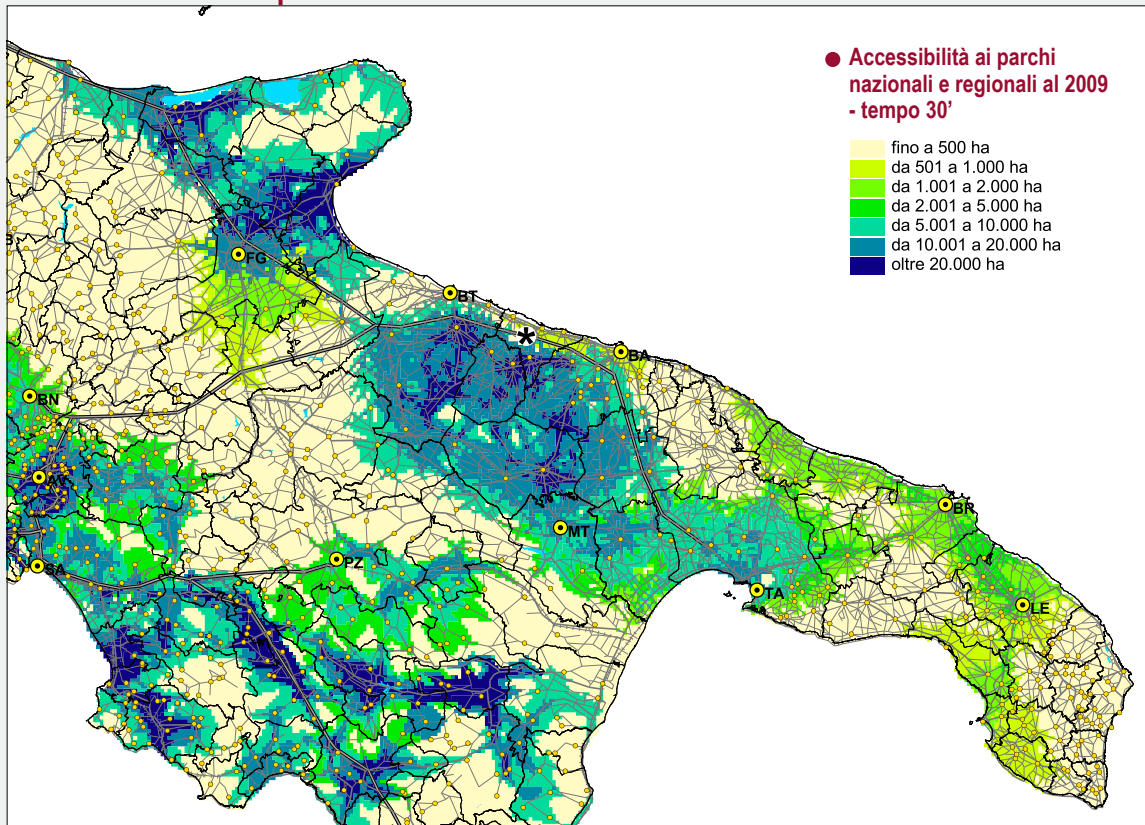 ● Accessibilità ai parchi
nazionali e regionali al 2009
- tempo 30'
fino a 500 ha
da 501 a 1.000 ha
da 1.001 a 2.000 ha
da 2.001 a 5.000 ha
da 5.001 a 10.000 ha
da 10.001 a 20.000 ha
oltre 20.000 ha
FG
BT
*
BA
BN
AV
BR
MT
PZ
SA
TA
LE